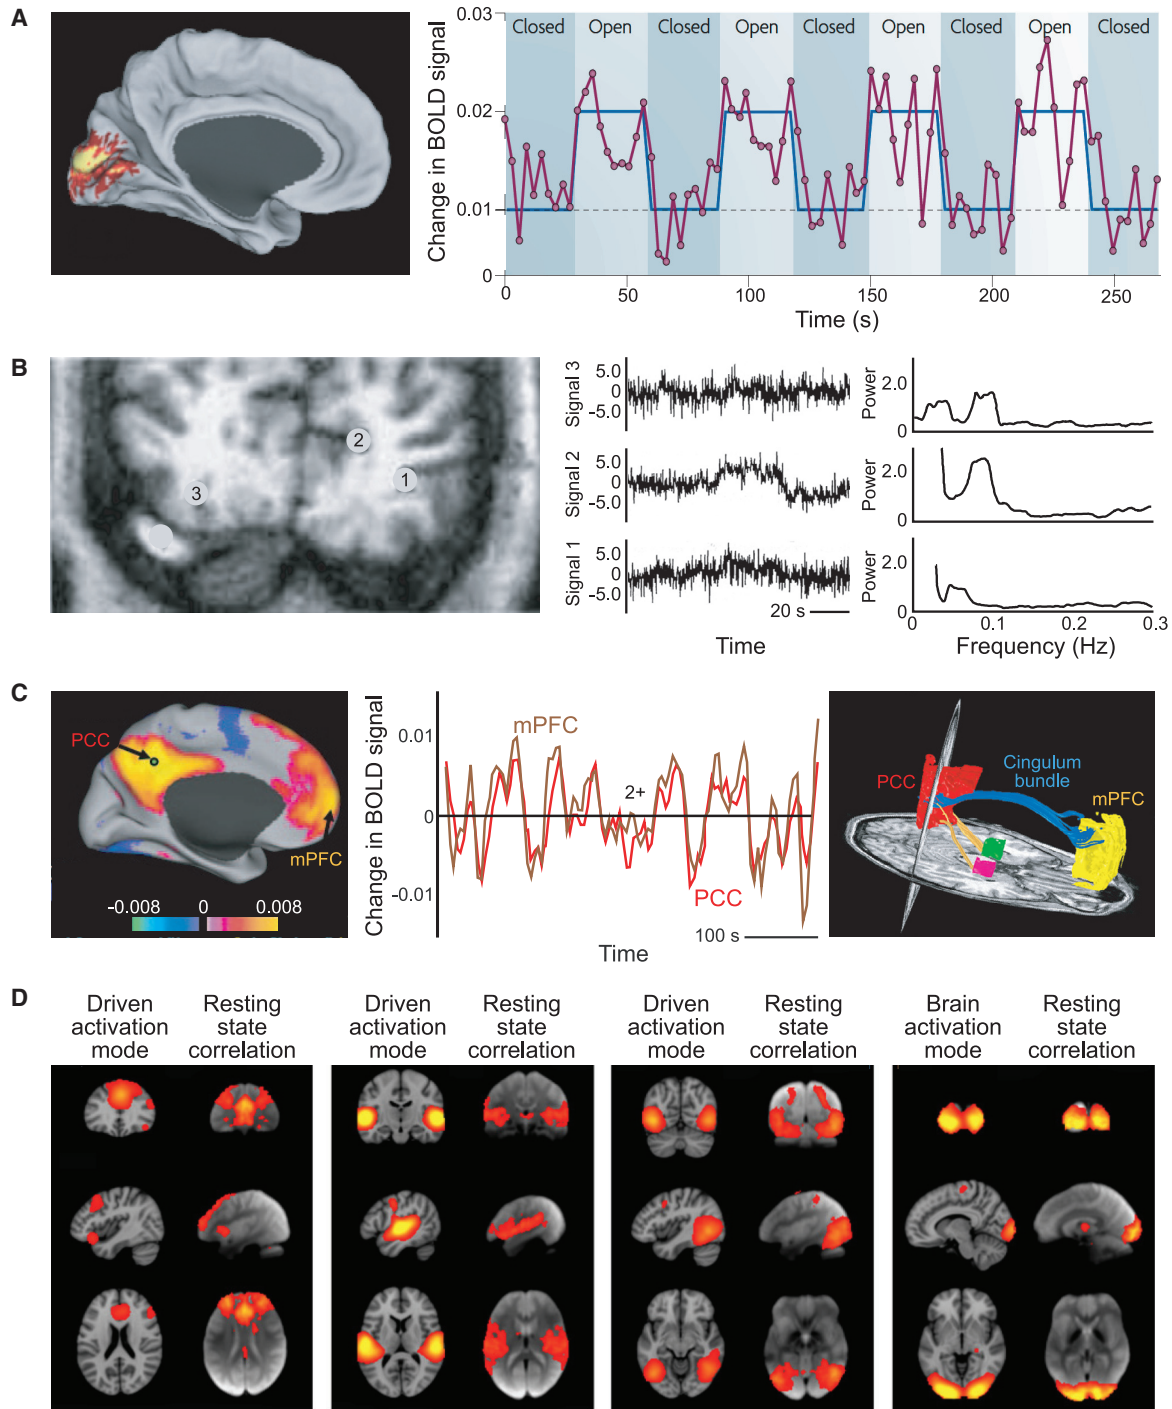 A
Change in BOLD signal
0.03
0.02
0.01
0
Closed Open Closed Open Closed Open Closed Open Closed
0 50 100 150 200 250
Time (s)
B
3
2
1
Signal 3
5.0
0
-5.0
Power
2.0
0
Signal 2
5.0
0
-5.0
Power
2.0
0
Signal 1
5.0
0
-5.0
20 s
Time
Power
2.0
0
0 0.1 0.2 0.3
Frequency (Hz)
C
PCC
mPFC
-0.008 0 0.008
Change in BOLD signal
0.01
0
-0.01
mPFC
2+
PCC
100 s
Time
PCC
Cingulum
bundle
mPFC
D
Driven
activation
mode
Resting
state
correlation
Driven
activation
mode
Resting
state
correlation
Driven
activation
mode
Resting
state
correlation
Brain
activation
mode
Resting
state
correlation